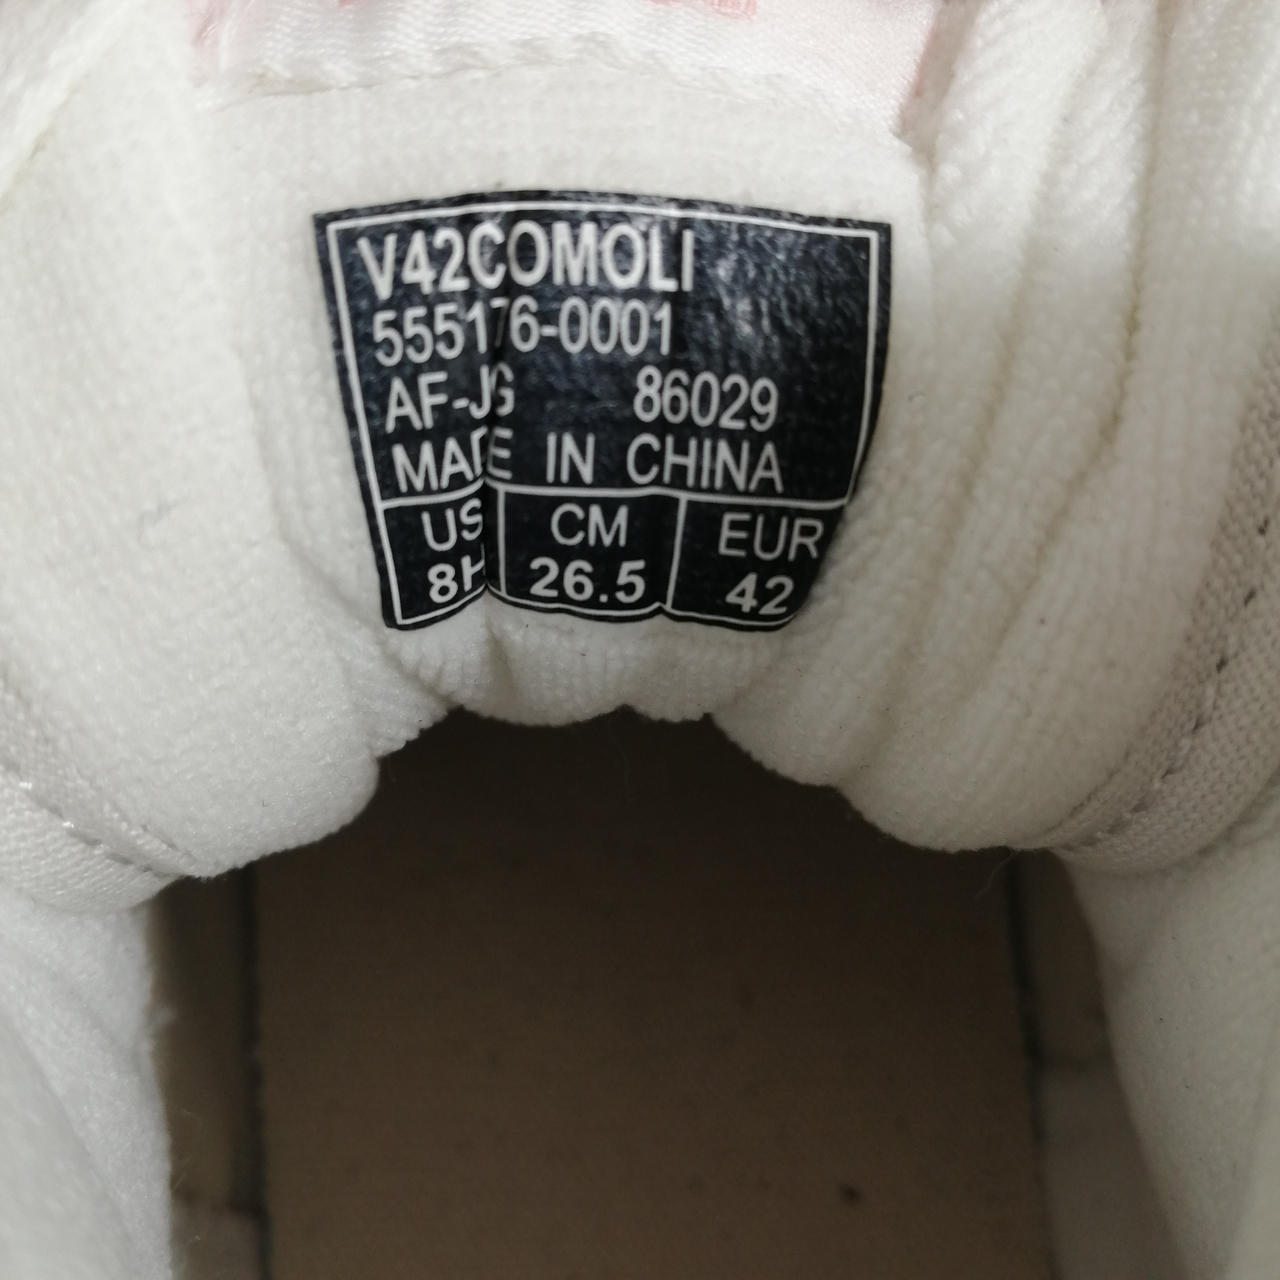 V42COMOLI
555176-0001
AF-JG 86029
MADE IN CHINA
US CM EUR
8H 26.5 42